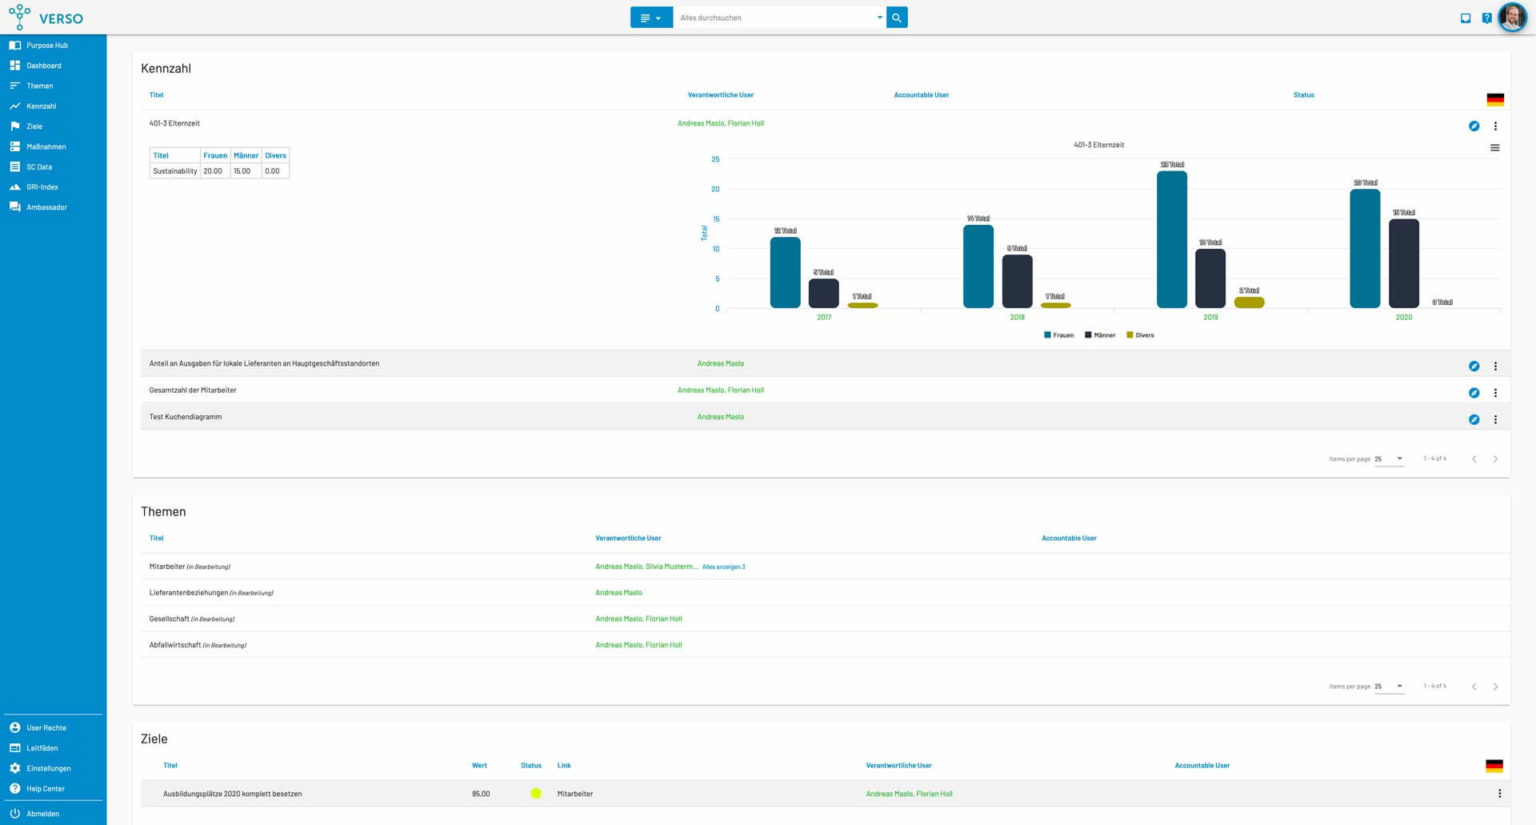 VERSO
Alles durchsuchen
Purpose Hub
Dashboard
Themen
Kennzahl
Ziele
Maßnahmen
SC Data
GRI-Index
Ambassador
User Rechte
Leitfäden
Einstellungen
Help Center
Abmelden
Kennzahl
Titel Verantwortliche User Accountable User Status
401-3 Elternzeit Andreas Maslo, Florian Holl
Titel Frauen Männer Divers
Sustainability 20.00 15.00 0.00
401-3 Elternzeit
Total
25
20
15
10
5
0
12 Total 5 Total 1 Total
14 Total 9 Total 1 Total
23 Total 10 Total 2 Total
20 Total 15 Total 0 Total
2017 2018 2019 2020
Frauen Männer Divers
Anteil an Ausgaben für lokale Lieferanten an Hauptgeschäftsstandorten Andreas Maslo
Gesamtzahl der Mitarbeiter Andreas Maslo, Florian Holl
Test Kuchendiagramm Andreas Maslo
Items per page 25 1 - 4 of 4
Themen
Titel Verantwortliche User Accountable User
Mitarbeiter (in Bearbeitung) Andreas Maslo, Silvia Musterm... Alles anzeigen 3
Lieferantenbeziehungen (in Bearbeitung) Andreas Maslo
Gesellschaft (in Bearbeitung) Andreas Maslo, Florian Holl
Abfallwirtschaft (in Bearbeitung) Andreas Maslo, Florian Holl
Items per page 25 1 - 4 of 4
Ziele
Titel Wert Status Link Verantwortliche User Accountable User
Ausbildungsplätze 2020 komplett besetzen 95,00 Mitarbeiter Andreas Maslo, Florian Holl